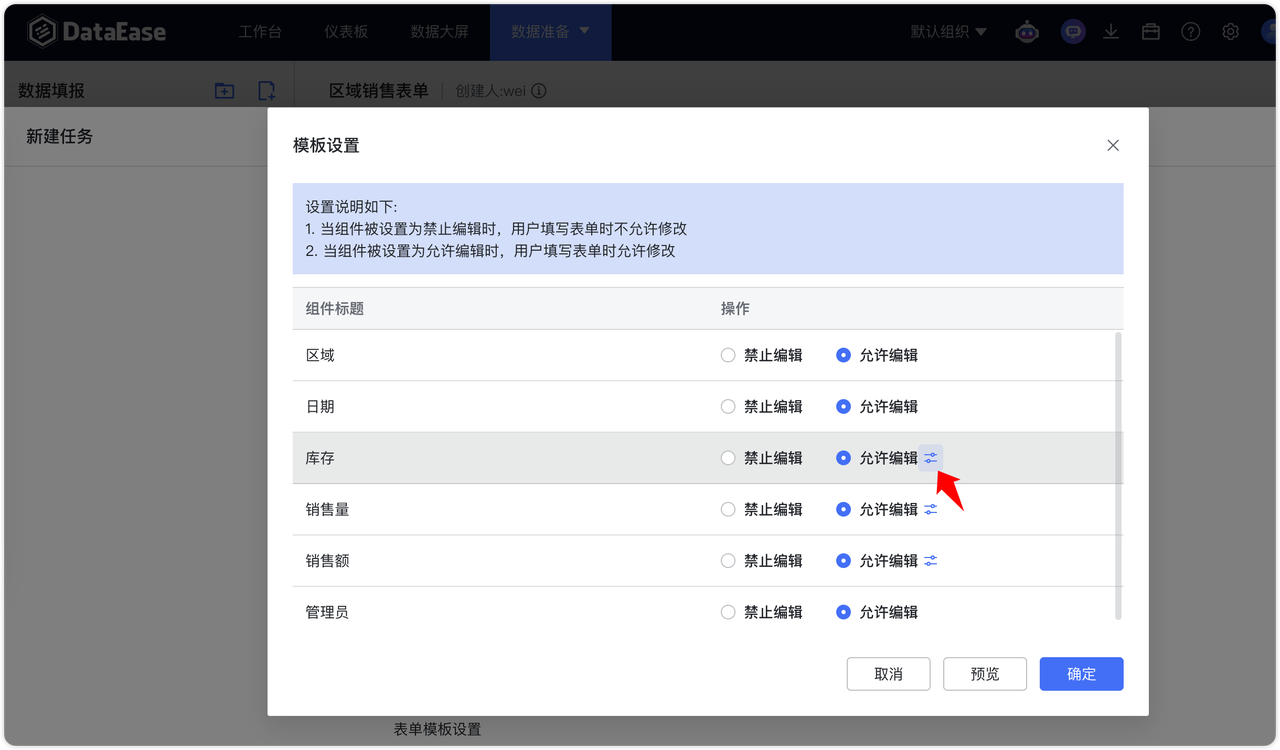 DataEase 工作台 仪表板 数据大屏 数据准备 默认组织
数据填报 区域销售表单 创建人:wei
新建任务
模板设置
设置说明如下:
1. 当组件被设置为禁止编辑时，用户填写表单时不允许修改
2. 当组件被设置为允许编辑时，用户填写表单时允许修改
组件标题 操作
区域 禁止编辑 允许编辑
日期 禁止编辑 允许编辑
库存 禁止编辑 允许编辑
销售量 禁止编辑 允许编辑
销售额 禁止编辑 允许编辑
管理员 禁止编辑 允许编辑
取消 预览 确定
表单模板设置